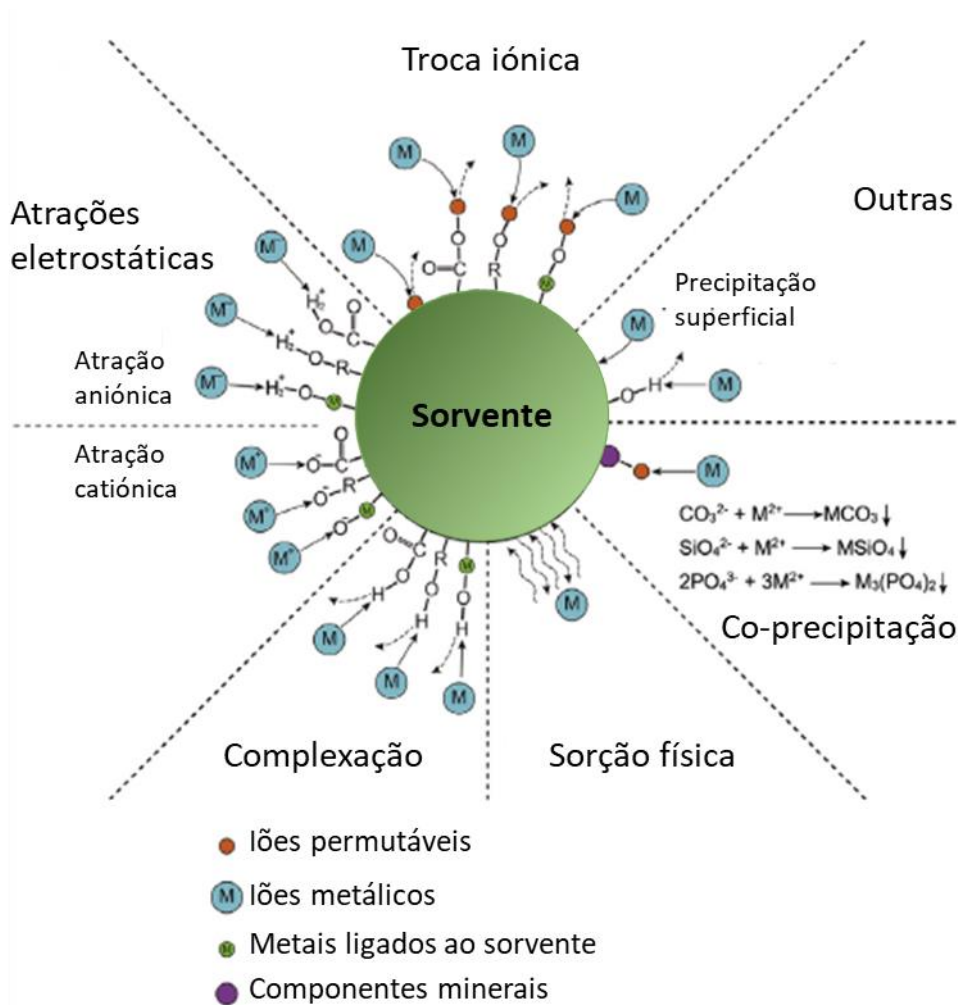 Troca iónica
Atrações
eletrostáticas
Outras
Precipitação
superficial
Atração
aniónica
Sorvente
Atração
catiónica
CO₃²⁻ + M²⁺ → MCO₃ ↓
SiO₄²⁻ + M²⁺ → MSiO₄ ↓
2PO₄³⁻ + 3M²⁺ → M₃(PO₄)₂ ↓
Co-precipitação
Complexação
Sorção física
Iões permutáveis
M Iões metálicos
M Metais ligados ao sorvente
Componentes minerais